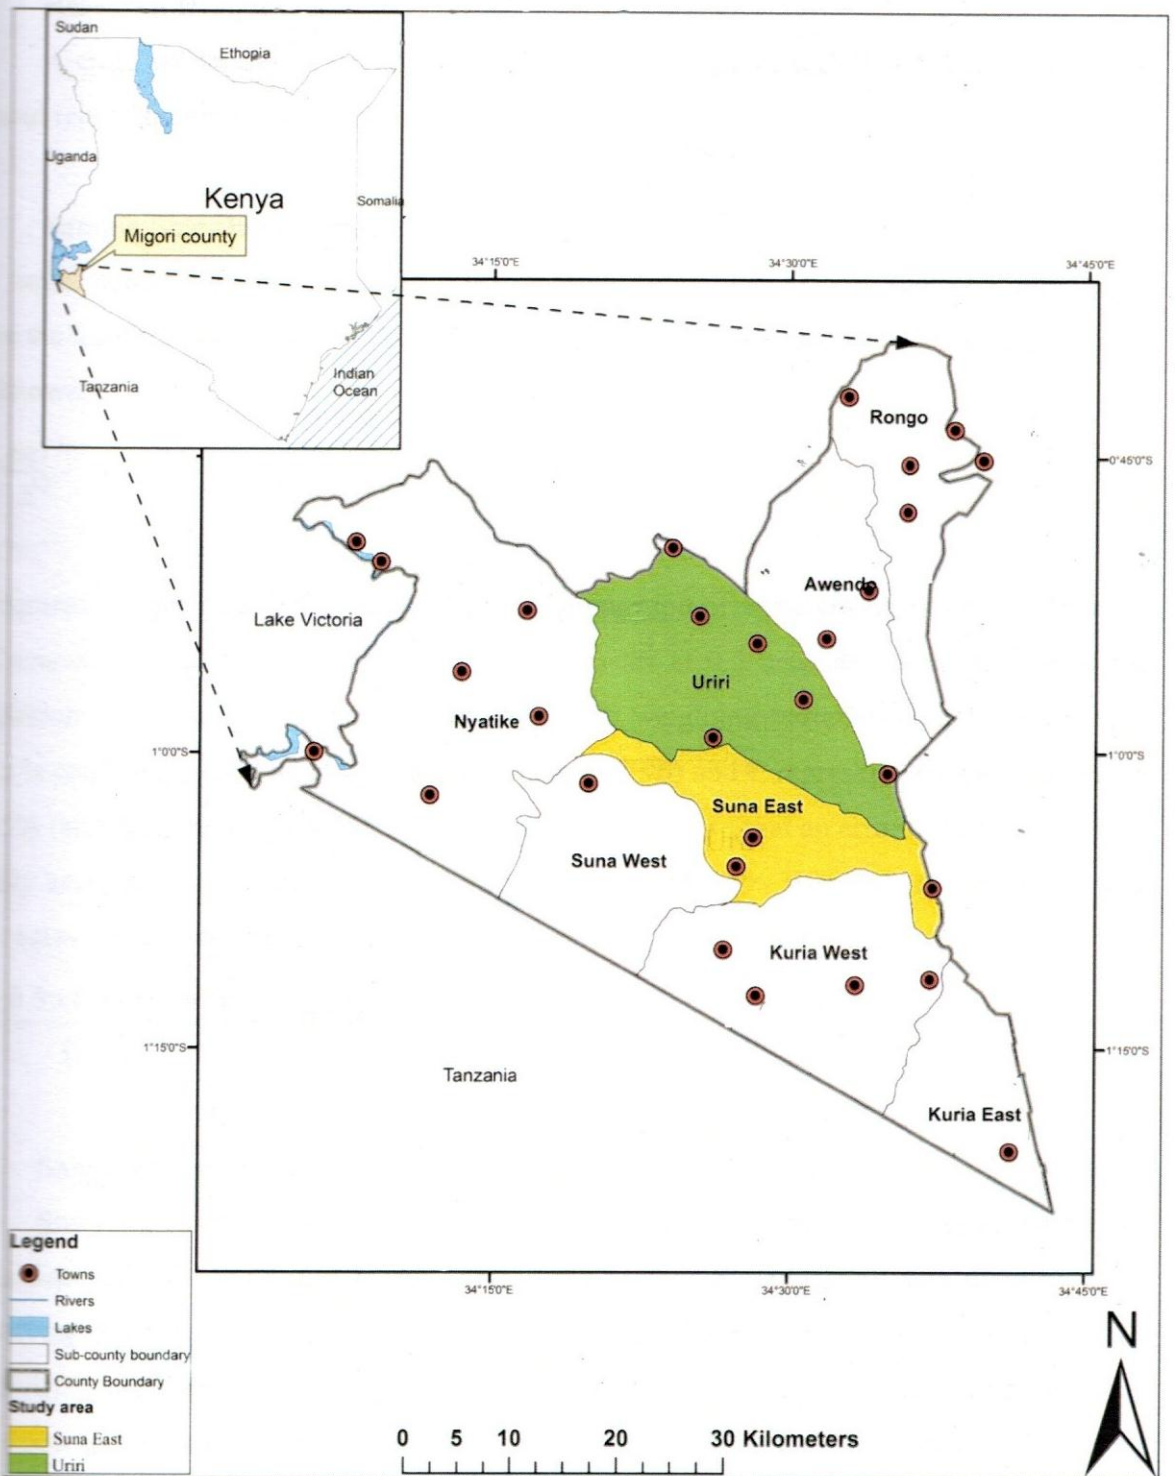 Sudan
Ethopia
Uganda
Kenya
Somalia
Migori county
Tanzania
Indian
Ocean
34°15'0"E
34°30'0"E
34°45'0"E
Rongo
0°45'0"S
Awendo
Lake Victoria
Uriri
Nyatike
1°0'0"S
1°0'0"S
Suna East
Suna West
Kuria West
1°15'0"S
1°15'0"S
Tanzania
Kuria East
34°15'0"E
34°30'0"E
34°45'0"E
Legend
Towns
Rivers
Lakes
Sub-county boundary
County Boundary
Study area
Suna East
Uriri
0 5 10 20 30 Kilometers
N